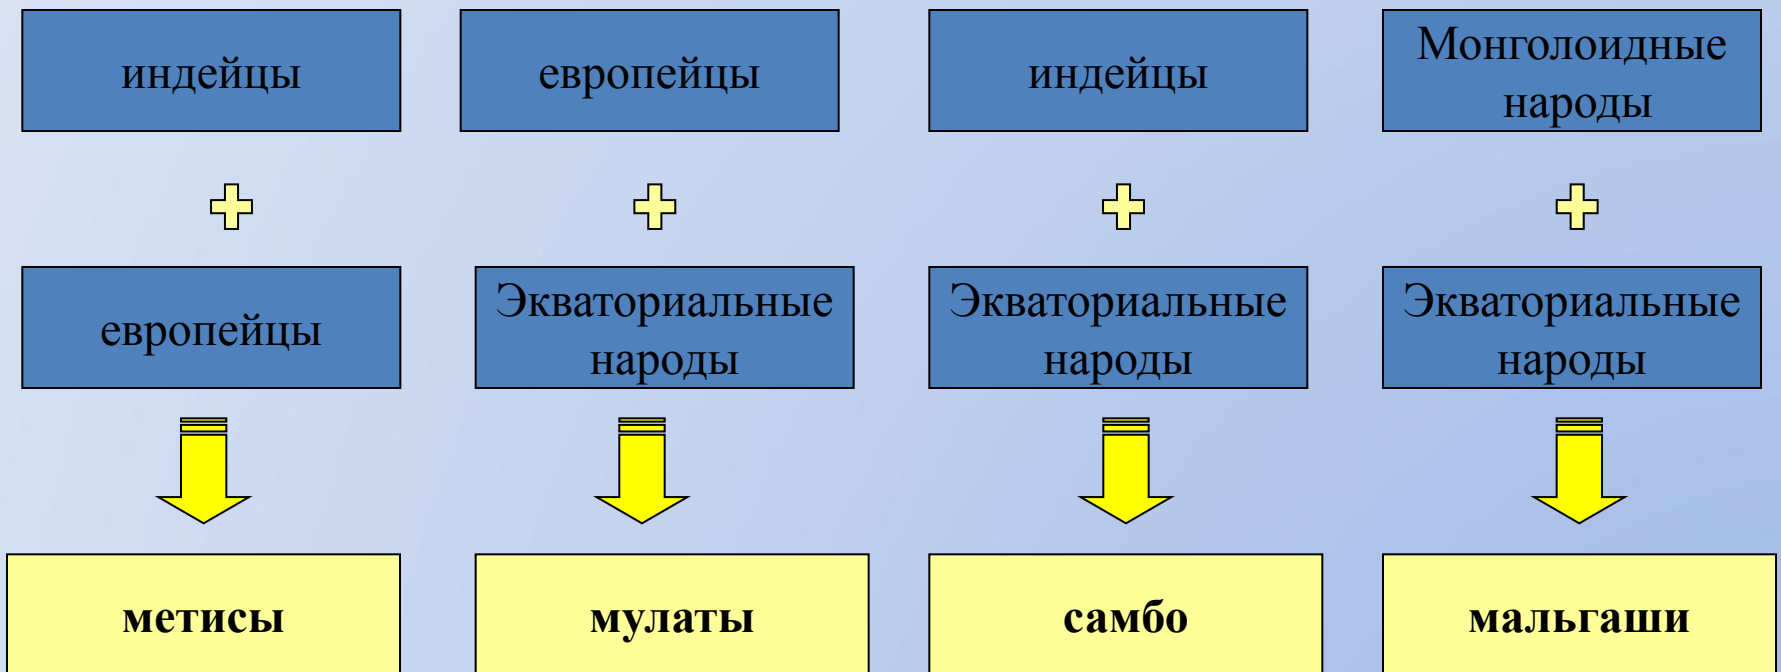 индейцы
европейцы
индейцы
Монголоидные
народы
европейцы
Экваториальные
народы
Экваториальные
народы
Экваториальные
народы
метисы
мулаты
самбо
мальгаши